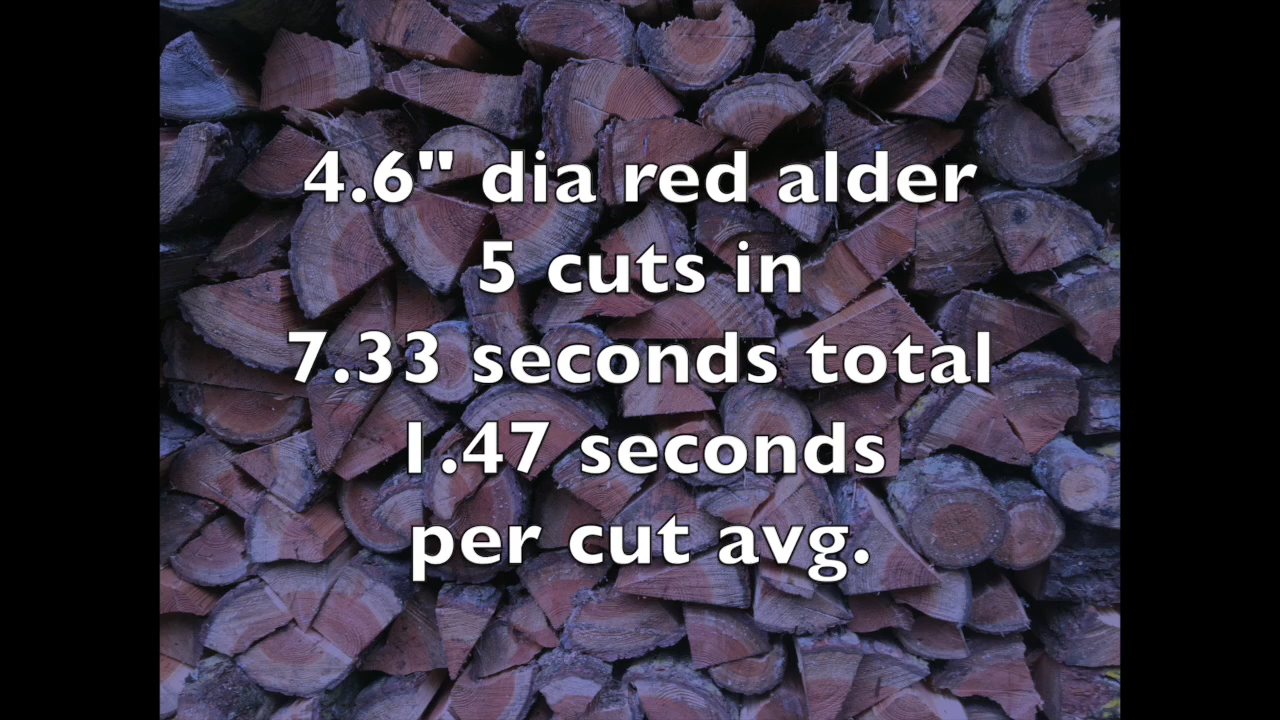 4.6" dia red alder
5 cuts in
7.33 seconds total
1.47 seconds
per cut avg.